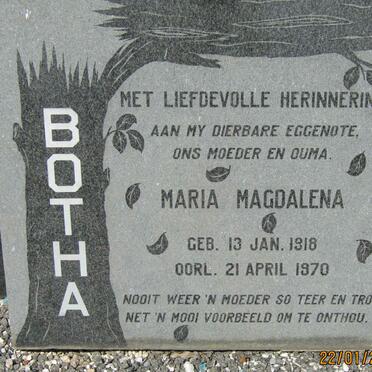 BOTHA
MET LIEFDEVOLLE HERINNERIN
AAN MY DIERBARE EGGENOTE,
ONS MOEDER EN OUMA.
MARIA MAGDALENA
GEB. 13 JAN. 1918
OORL. 21 APRIL 1970
NOOIT WEER 'N MOEDER SO TEER EN TRO
NET 'N MOOI VOORBEELD OM TE ONTHOU.
22/01/2